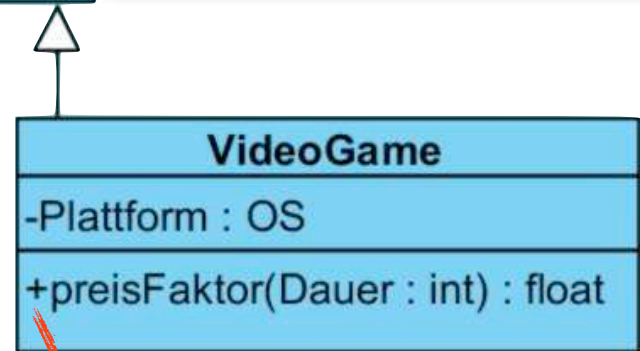 VideoGame
-Plattform : OS
+preisFaktor(Dauer : int) : float